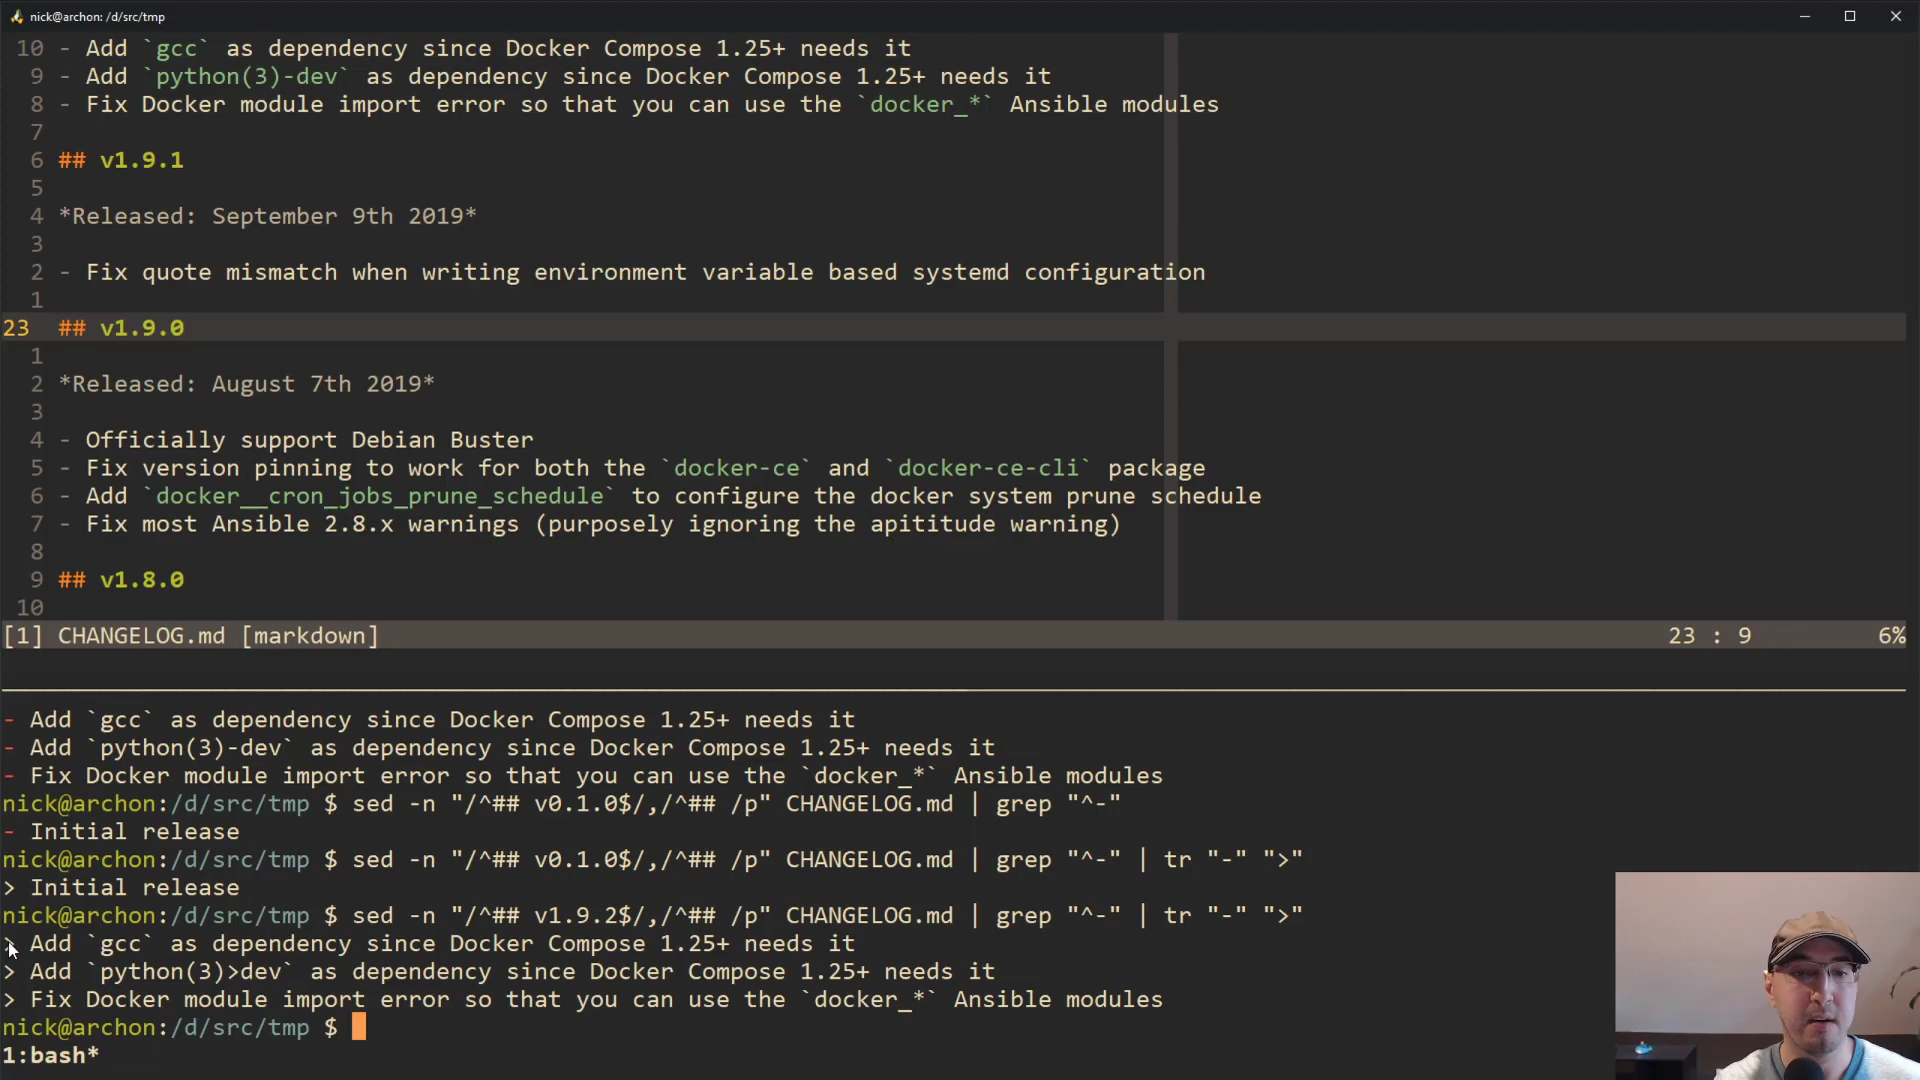 nick@archon: /d/src/tmp
10 - Add `gcc` as dependency since Docker Compose 1.25+ needs it
9 - Add `python(3)-dev` as dependency since Docker Compose 1.25+ needs it
8 - Fix Docker module import error so that you can use the `docker_*` Ansible modules
7
6 ## v1.9.1
5
4 *Released: September 9th 2019*
3
2 - Fix quote mismatch when writing environment variable based systemd configuration
1
23 ## v1.9.0
1
2 *Released: August 7th 2019*
3
4 - Officially support Debian Buster
5 - Fix version pinning to work for both the `docker-ce` and `docker-ce-cli` package
6 - Add `docker__cron_jobs_prune_schedule` to configure the docker system prune schedule
7 - Fix most Ansible 2.8.x warnings (purposely ignoring the apititude warning)
8
9 ## v1.8.0
10
[1] CHANGELOG.md [markdown] 23 : 9 6%
- Add `gcc` as dependency since Docker Compose 1.25+ needs it
- Add `python(3)-dev` as dependency since Docker Compose 1.25+ needs it
- Fix Docker module import error so that you can use the `docker_*` Ansible modules
nick@archon:/d/src/tmp $ sed -n "/^## v0.1.0$/,/^## /p" CHANGELOG.md | grep "^-"
- Initial release
nick@archon:/d/src/tmp $ sed -n "/^## v0.1.0$/,/^## /p" CHANGELOG.md | grep "^-" | tr "-" ">"
> Initial release
nick@archon:/d/src/tmp $ sed -n "/^## v1.9.2$/,/^## /p" CHANGELOG.md | grep "^-" | tr "-" ">"
> Add `gcc` as dependency since Docker Compose 1.25+ needs it
> Add `python(3)>dev` as dependency since Docker Compose 1.25+ needs it
> Fix Docker module import error so that you can use the `docker_*` Ansible modules
nick@archon:/d/src/tmp $
1:bash*